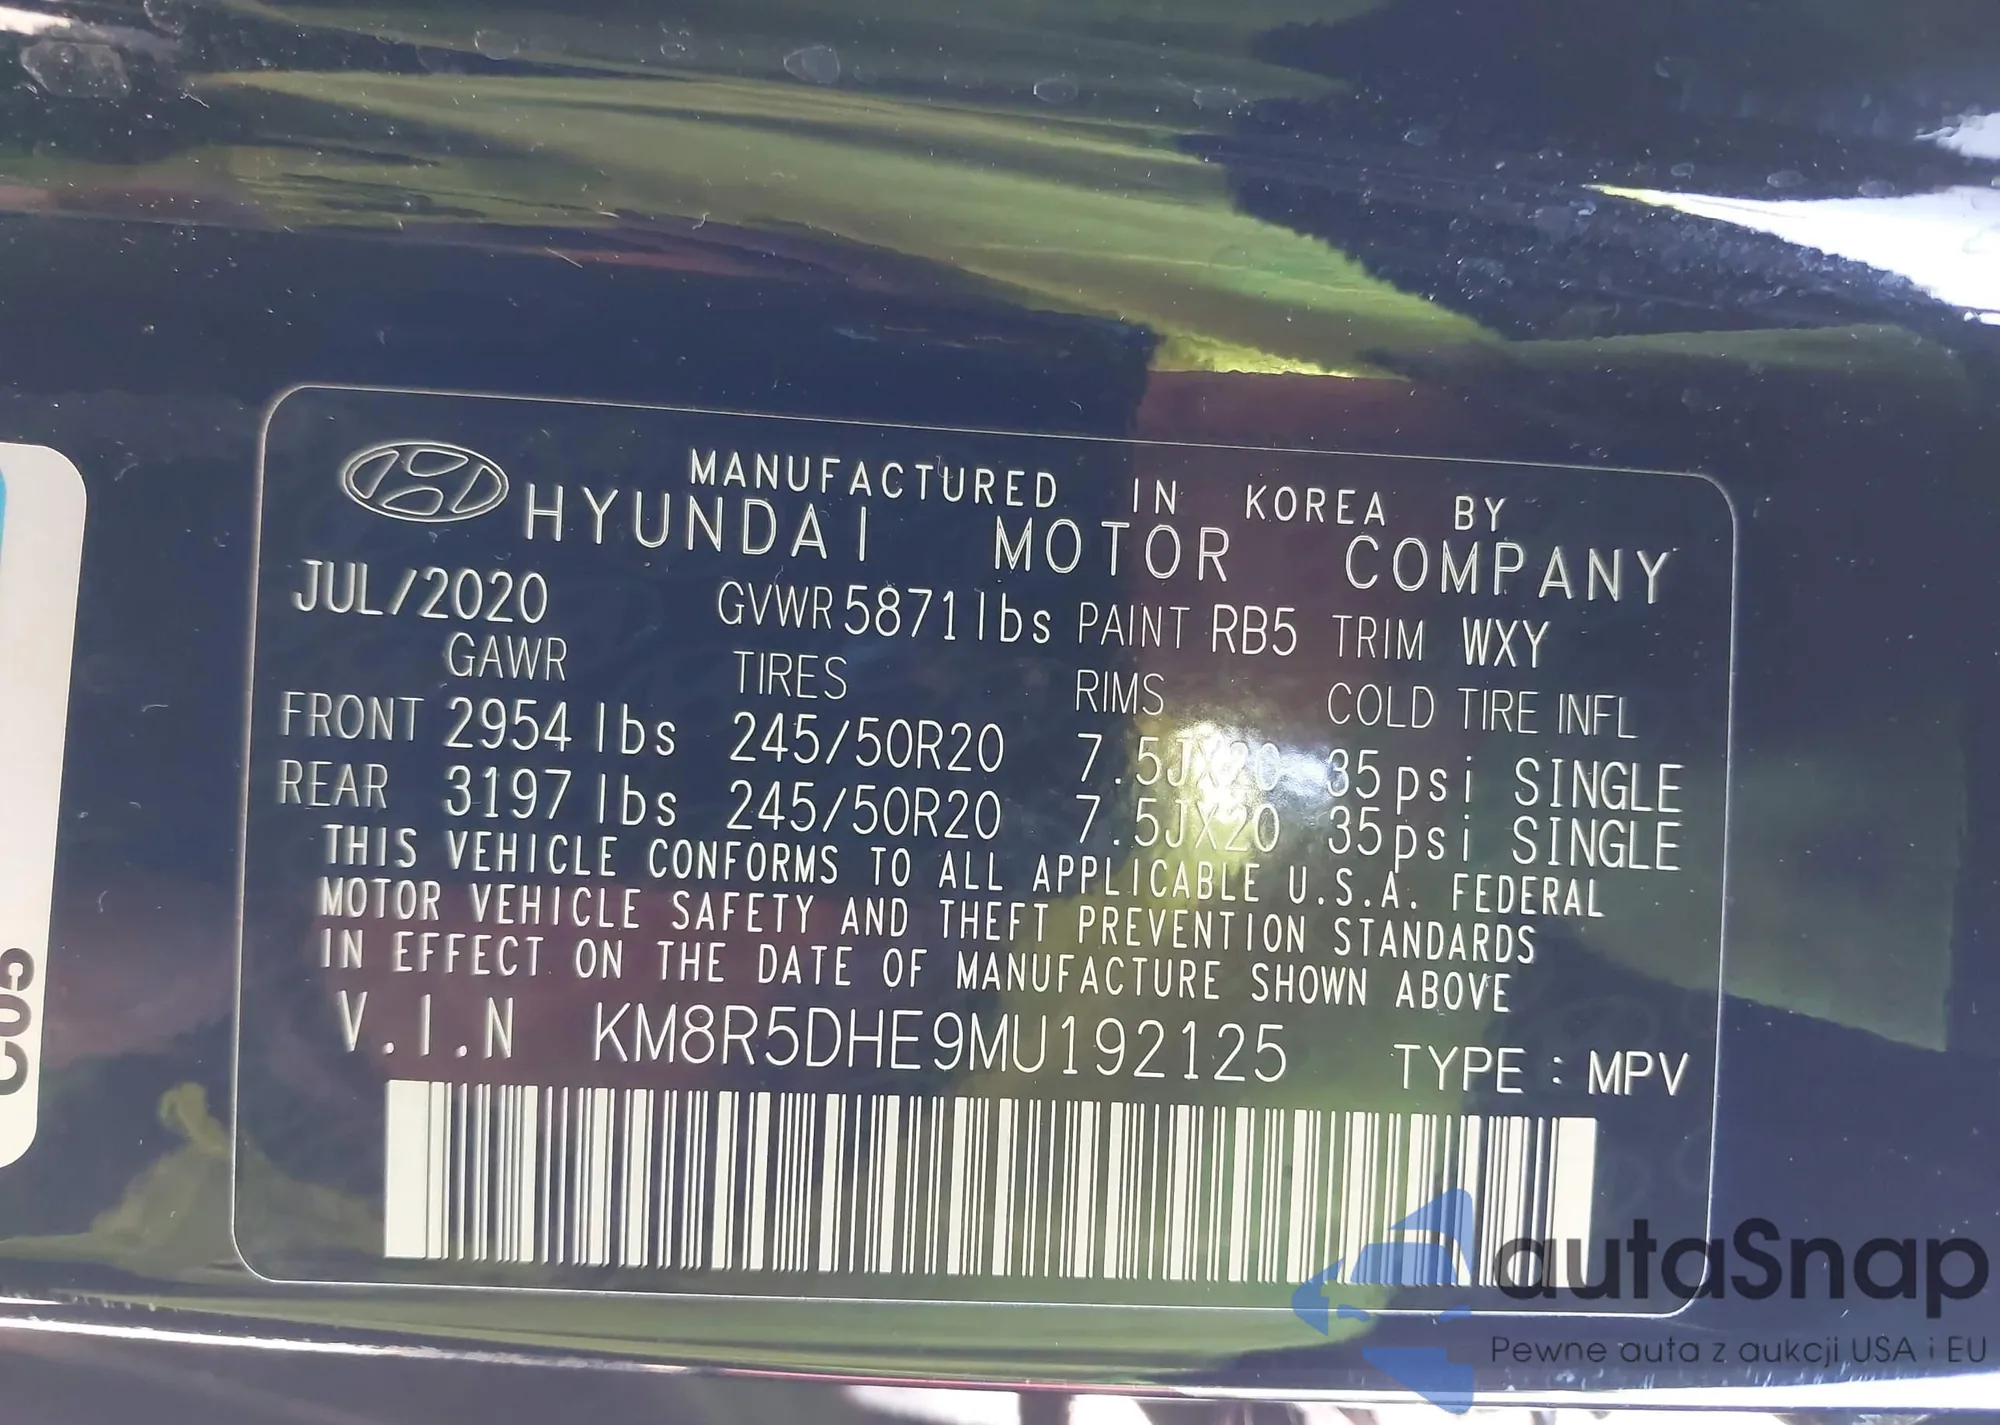 MANUFACTURED IN KOREA BY
HYUNDAI MOTOR COMPANY
JUL/2020 GVWR 5871 lbs PAINT RB5 TRIM WXY
GAWR TIRES RIMS COLD TIRE INFL
FRONT 2954 lbs 245/50R20 7.5JX20 35psi SINGLE
REAR 3197 lbs 245/50R20 7.5JX20 35psi SINGLE
THIS VEHICLE CONFORMS TO ALL APPLICABLE U.S.A. FEDERAL
MOTOR VEHICLE SAFETY AND THEFT PREVENTION STANDARDS
IN EFFECT ON THE DATE OF MANUFACTURE SHOWN ABOVE
V.I.N KM8R5DHE9MU192125 TYPE : MPV
autaSnap
Pewne auta z aukcji USA i EU